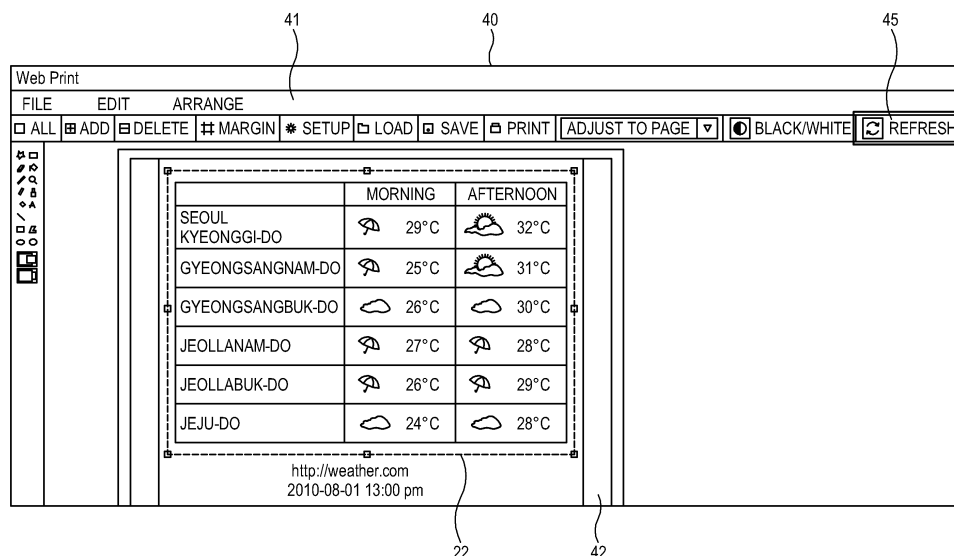 41 40 45
Web Print
FILE EDIT ARRANGE
ALL ADD DELETE MARGIN SETUP LOAD SAVE PRINT ADJUST TO PAGE BLACK/WHITE REFRESH
MORNING AFTERNOON
SEOUL
KYEONGGI-DO 29°C 32°C
GYEONGSANGNAM-DO 25°C 31°C
GYEONGSANGBUK-DO 26°C 30°C
JEOLLANAM-DO 27°C 28°C
JEOLLABUK-DO 26°C 29°C
JEJU-DO 24°C 28°C
http://weather.com
2010-08-01 13:00 pm
22 42